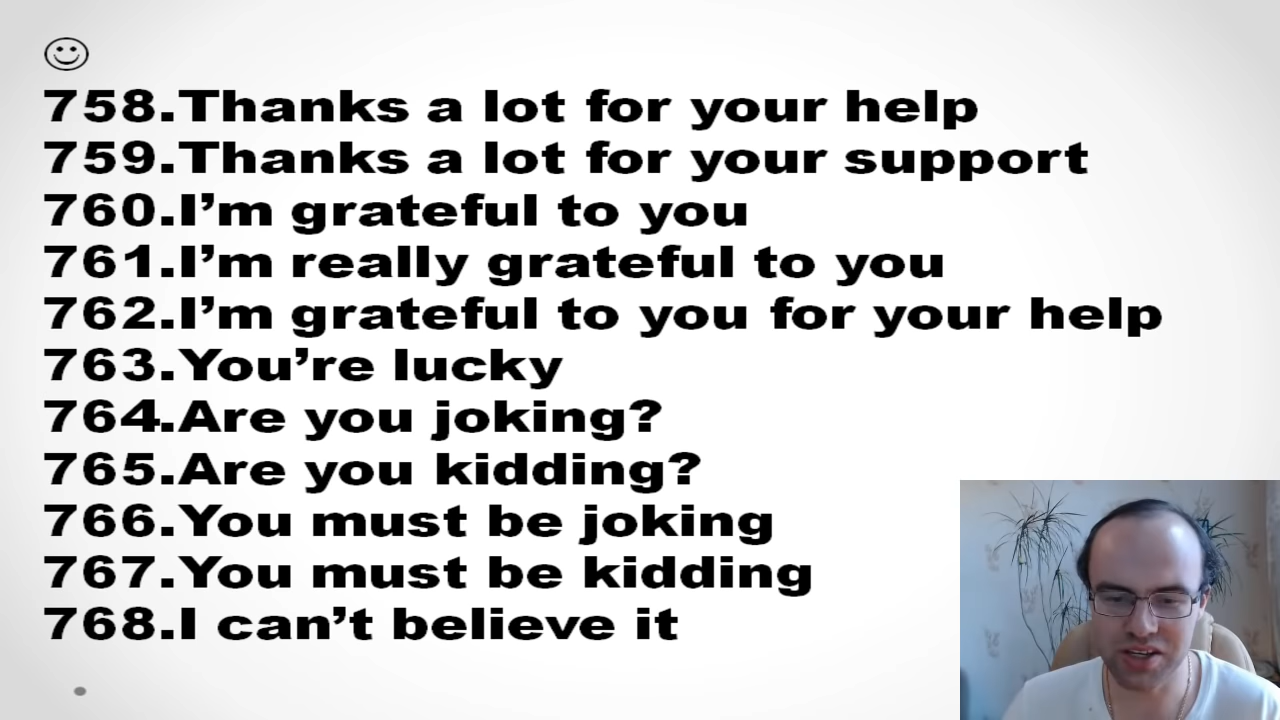 758.Thanks a lot for your help
759.Thanks a lot for your support
760.I’m grateful to you
761.I’m really grateful to you
762.I’m grateful to you for your help
763.You’re lucky
764.Are you joking?
765.Are you kidding?
766.You must be joking
767.You must be kidding
768.I can’t believe it